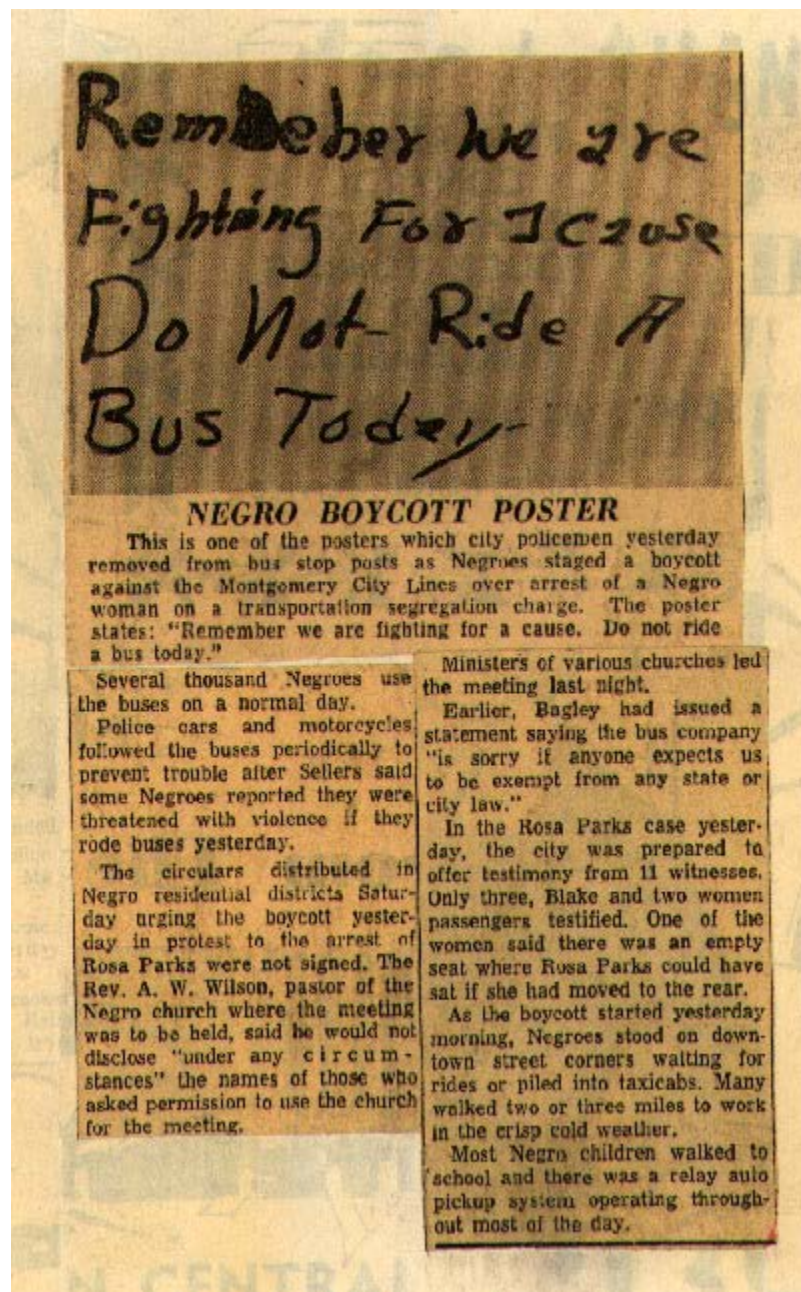 Remeber We are
Fighting For a cause
Do Not Ride A
Bus Today
NEGRO BOYCOTT POSTER
This is one of the posters which city policemen yesterday
removed from bus stop posts as Negroes staged a boycott
against the Montgomery City Lines over arrest of a Negro
woman on a transportation segregation charge. The poster
states: "Remember we are fighting for a cause. Do not ride
a bus today."
Several thousand Negroes use
the buses on a normal day.
Police cars and motorcycles
followed the buses periodically to
prevent trouble after Sellers said
some Negroes reported they were
threatened with violence if they
rode buses yesterday.
The circulars distributed in
Negro residential districts Satur-
day urging the boycott yester-
day in protest to the arrest of
Rosa Parks were not signed. The
Rev. A. W. Wilson, pastor of the
Negro church where the meeting
was to be held, said he would not
disclose "under any circum-
stances" the names of those who
asked permission to use the church
for the meeting.
Ministers of various churches led
the meeting last night.
Earlier, Bagley had issued a
statement saying the bus company
"is sorry if anyone expects us
to be exempt from any state or
city law."
In the Rosa Parks case yester-
day, the city was prepared to
offer testimony from 11 witnesses.
Only three, Blake and two women
passengers testified. One of the
women said there was an empty
seat where Rosa Parks could have
sat if she had moved to the rear.
As the boycott started yesterday
morning, Negroes stood on down-
town street corners waiting for
rides or piled into taxicabs. Many
walked two or three miles to work
in the crisp cold weather.
Most Negro children walked to
school and there was a relay auto
pickup system operating through-
out most of the day.
N CENTRAL